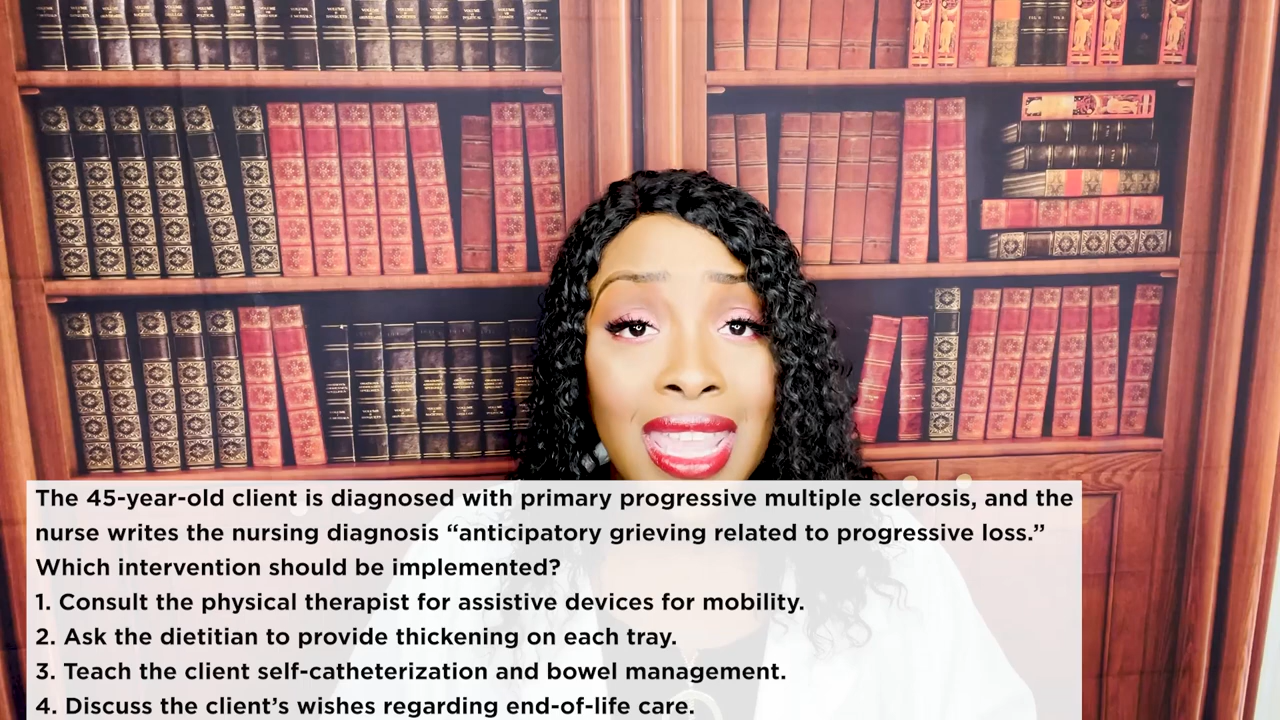 The 45-year-old client is diagnosed with primary progressive multiple sclerosis, and the
nurse writes the nursing diagnosis “anticipatory grieving related to progressive loss.”
Which intervention should be implemented?
1. Consult the physical therapist for assistive devices for mobility.
2. Ask the dietitian to provide thickening on each tray.
3. Teach the client self-catheterization and bowel management.
4. Discuss the client’s wishes regarding end-of-life care.